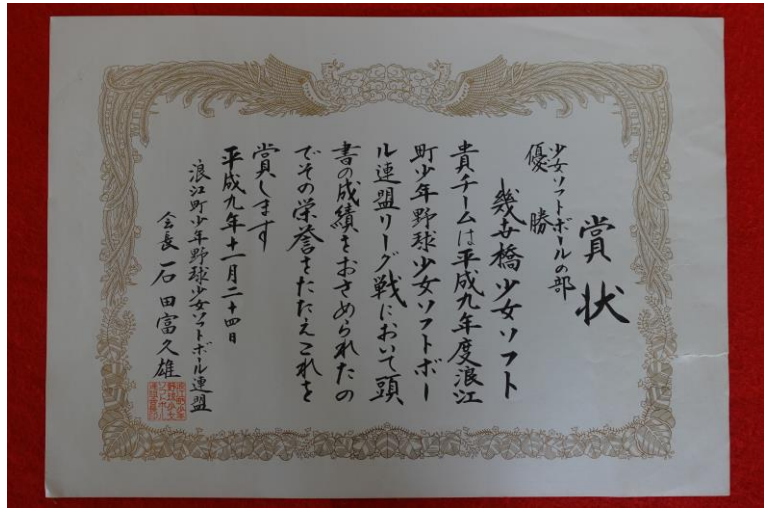 賞状
少女ソフトボールの部
優勝
幾世橋少女ソフト
貴チームは平成九年度浪江
町少年野球少女ソフトボー
ル連盟リーグ戦において頭
書の成績をおさめられたの
でその栄誉をたたえこれを
賞します
平成九年十一月二十四日
浪江町少年野球少女ソフトボール連盟
会長 石田富久雄